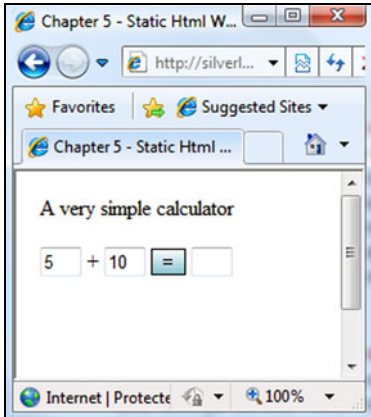 Chapter 5 - Static Html W...
http://silverl...
Favorites Suggested Sites
Chapter 5 - Static Html ...
A very simple calculator
5 + 10 =
Internet | Protecte 100%